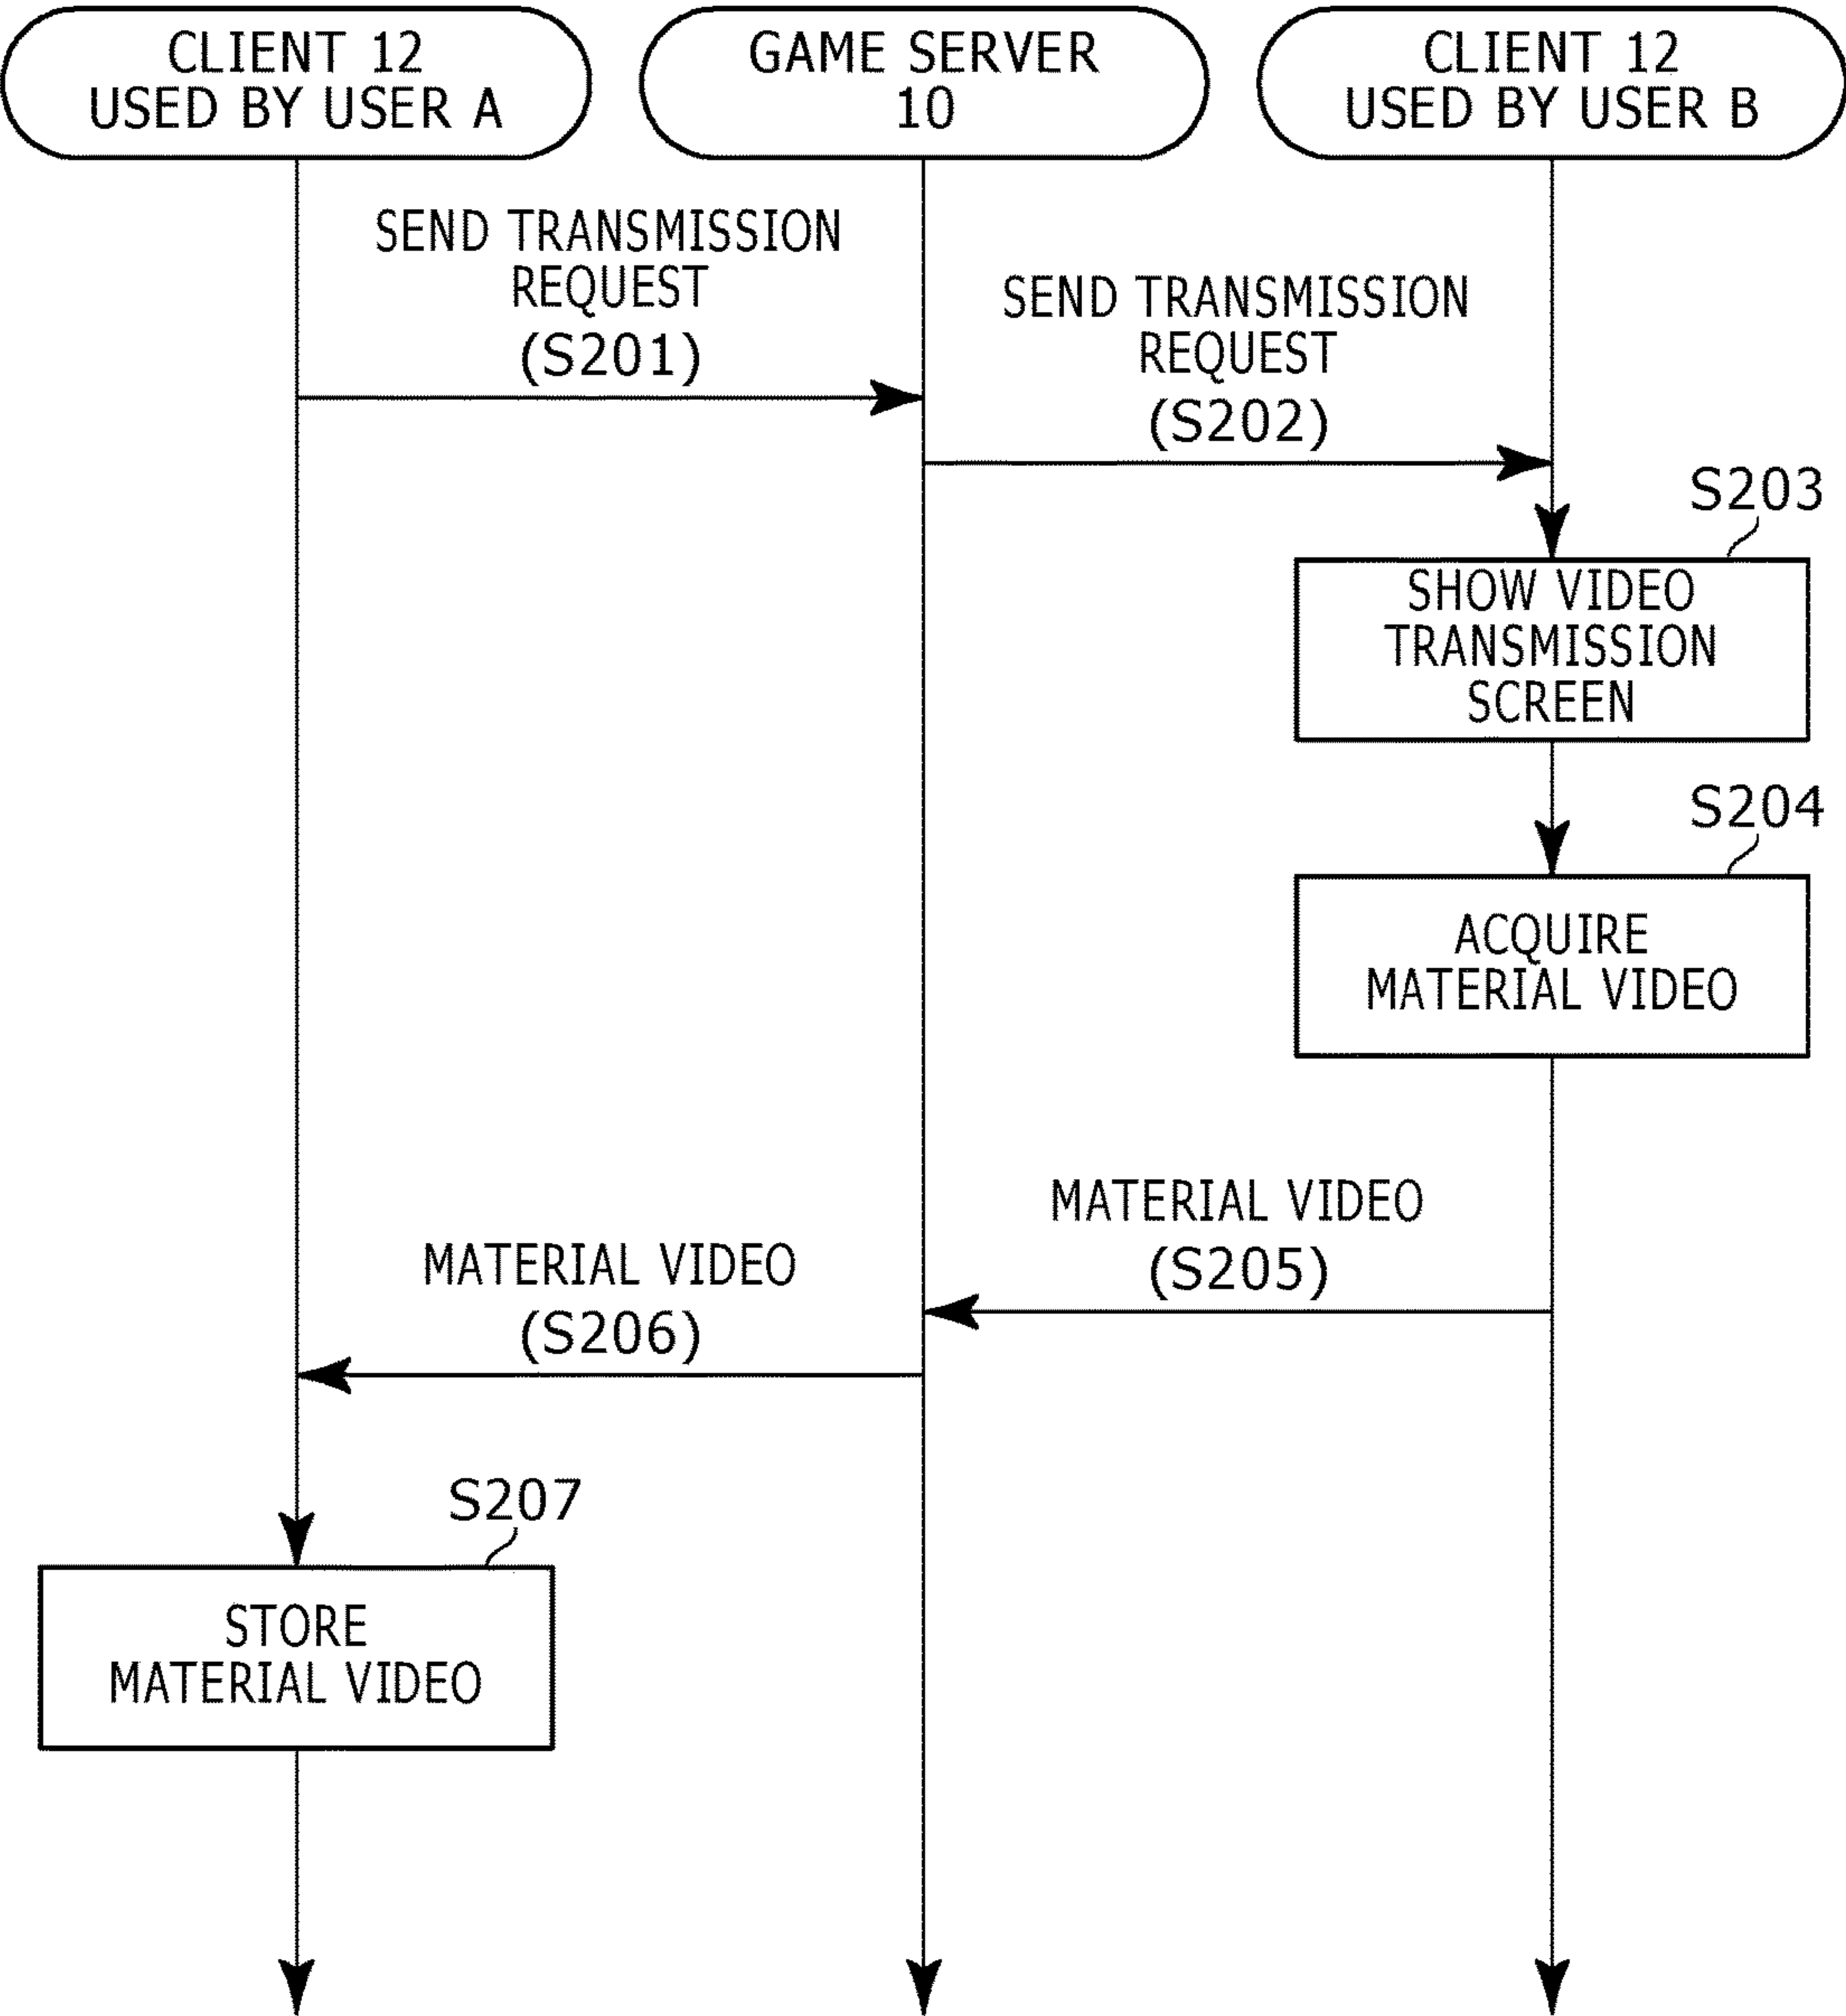 CLIENT 12
USED BY USER A
GAME SERVER
10
CLIENT 12
USED BY USER B
SEND TRANSMISSION
REQUEST
(S201)
SEND TRANSMISSION
REQUEST
(S202)
S203
SHOW VIDEO
TRANSMISSION
SCREEN
S204
ACQUIRE
MATERIAL VIDEO
MATERIAL VIDEO
(S205)
MATERIAL VIDEO
(S206)
S207
STORE
MATERIAL VIDEO